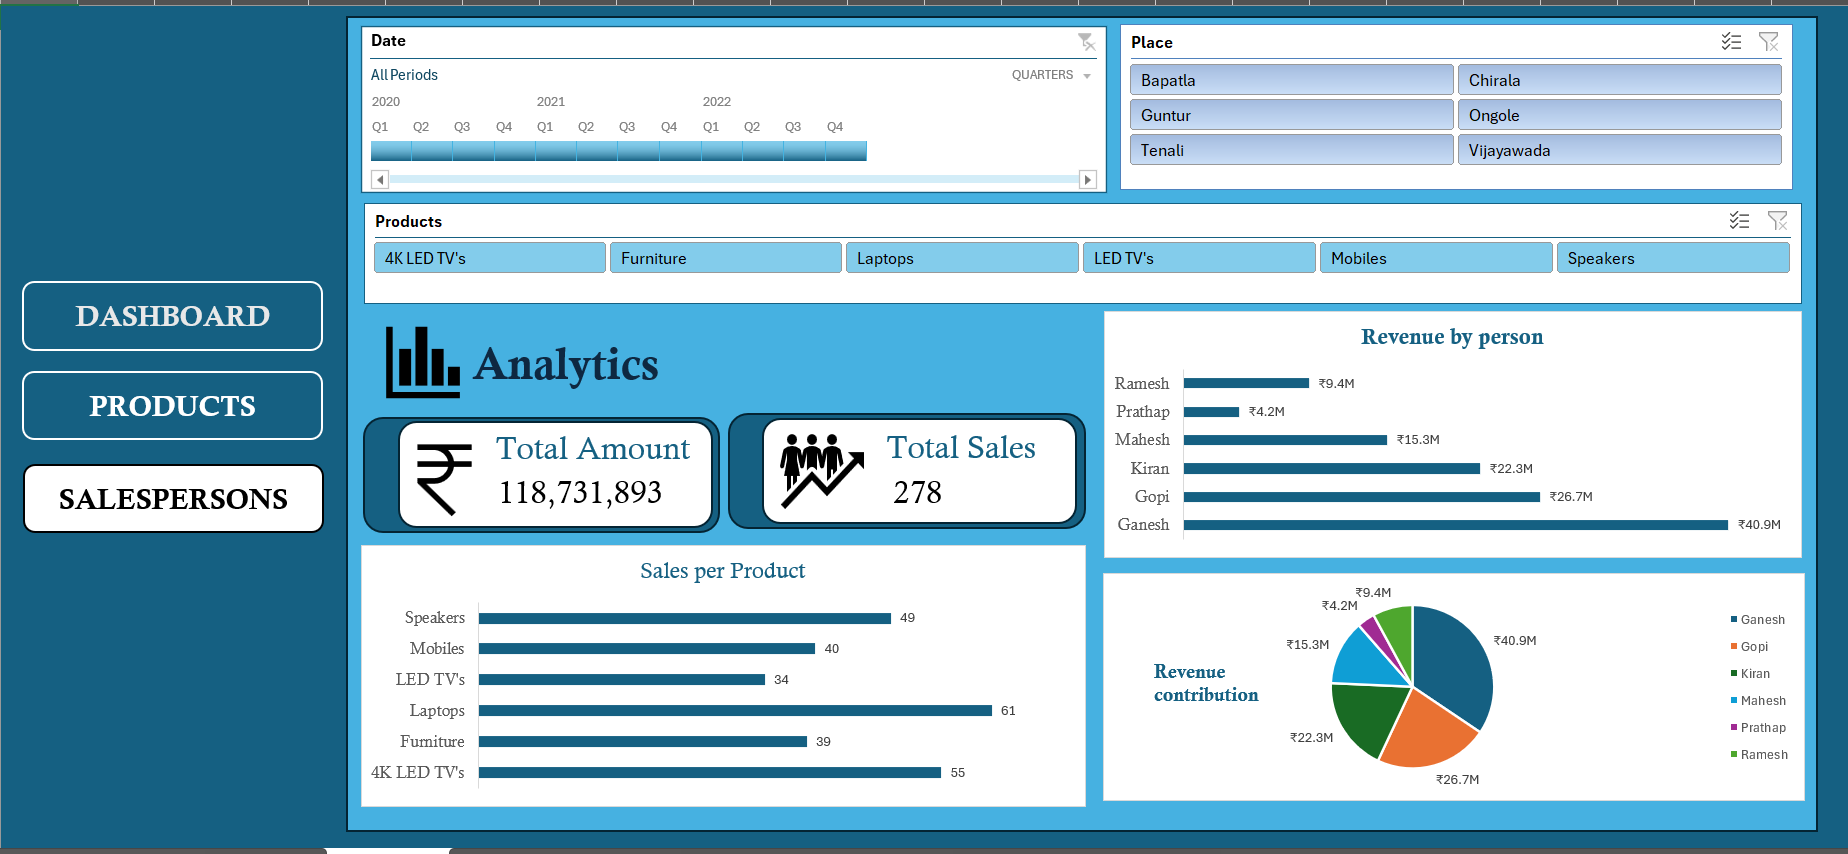 DASHBOARD
PRODUCTS
SALESPERSONS
Date
All Periods
QUARTERS
2020 2021 2022
Q1 Q2 Q3 Q4 Q1 Q2 Q3 Q4 Q1 Q2 Q3 Q4
Place
Bapatla Chirala
Guntur Ongole
Tenali Vijayawada
Products
4K LED TV's Furniture Laptops LED TV's Mobiles Speakers
Analytics
Total Amount
118,731,893
Total Sales
278
Revenue by person
Ramesh ₹9.4M
Prathap ₹4.2M
Mahesh ₹15.3M
Kiran ₹22.3M
Gopi ₹26.7M
Ganesh ₹40.9M
Sales per Product
Speakers 49
Mobiles 40
LED TV's 34
Laptops 61
Furniture 39
4K LED TV's 55
Revenue
contribution
₹9.4M
₹4.2M
₹15.3M
₹40.9M
₹22.3M
₹26.7M
Ganesh
Gopi
Kiran
Mahesh
Prathap
Ramesh